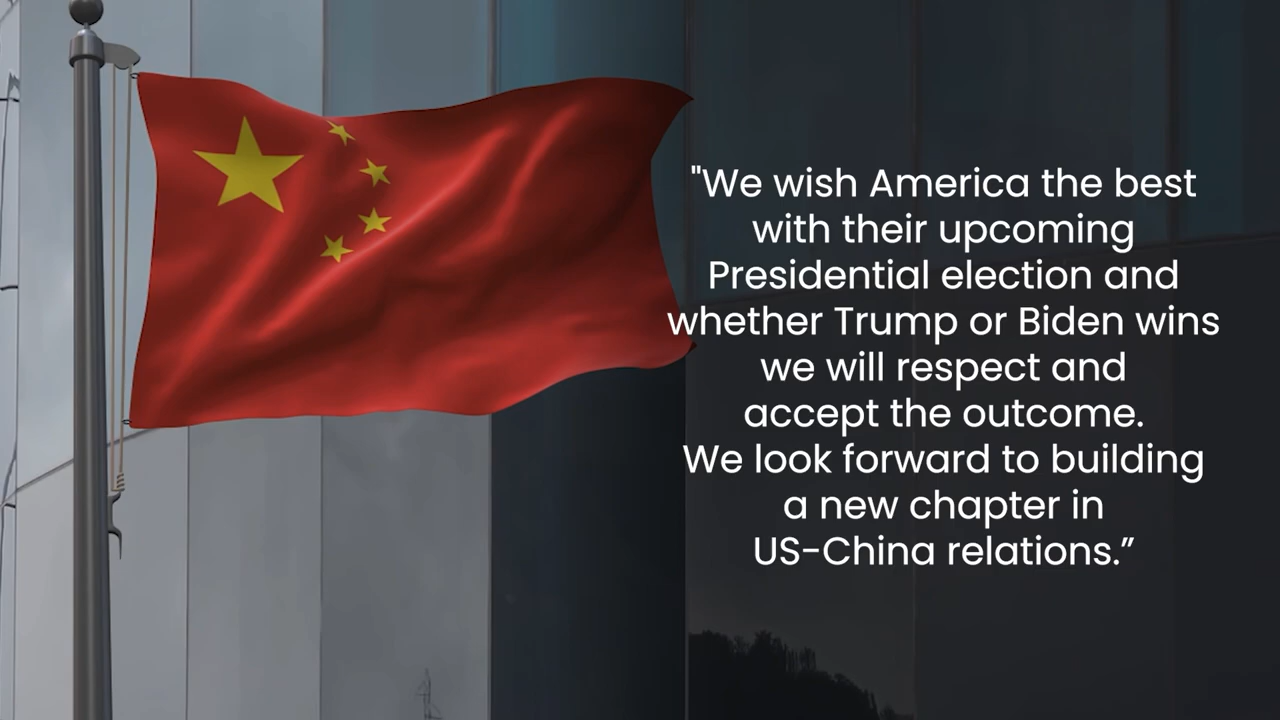 "We wish America the best
with their upcoming
Presidential election and
whether Trump or Biden wins
we will respect and
accept the outcome.
We look forward to building
a new chapter in
US-China relations.”